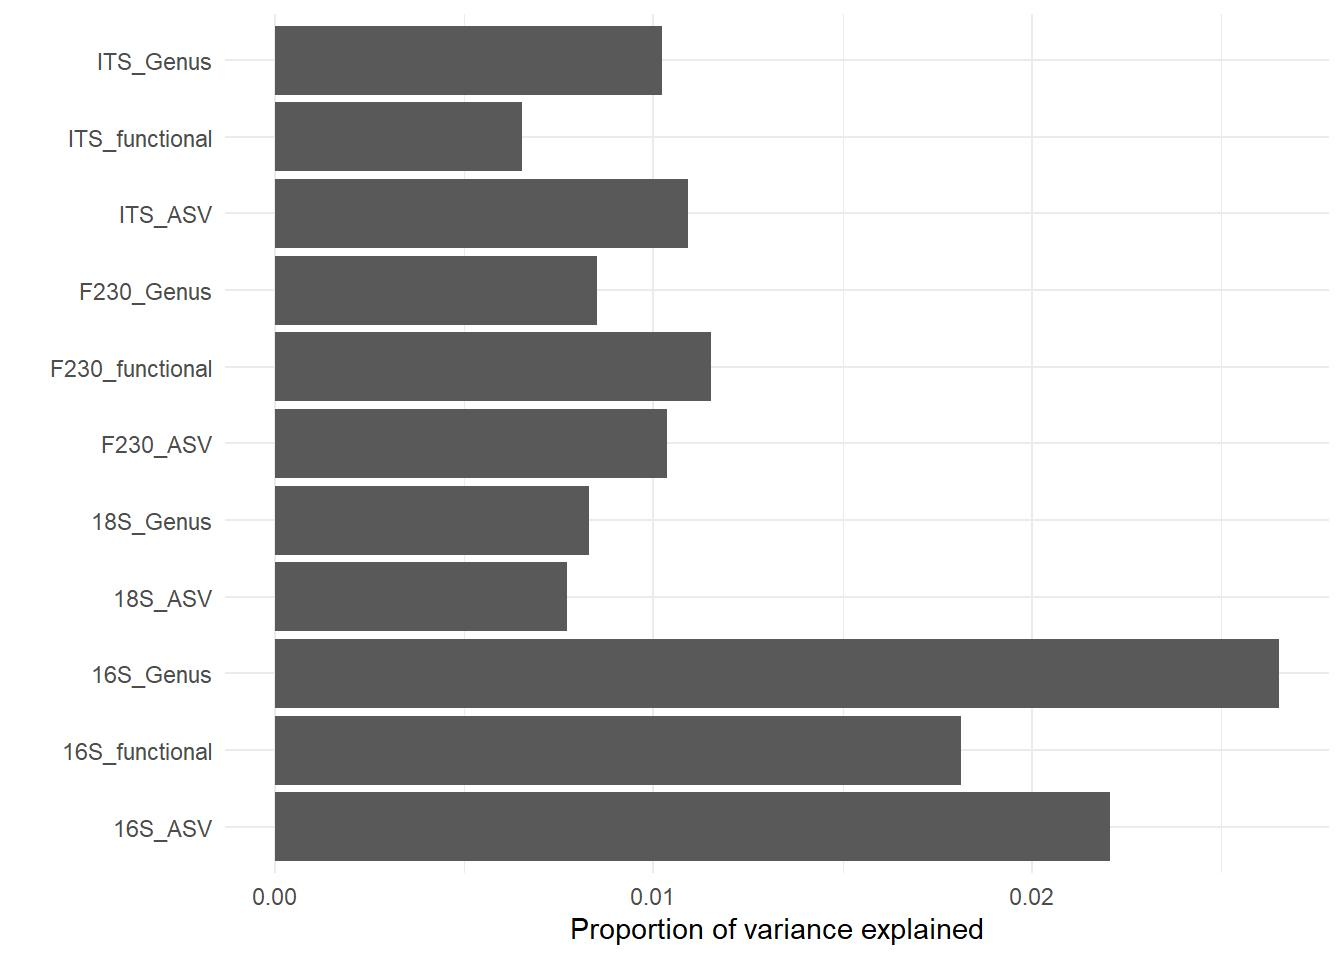 ITS_Genus
ITS_functional
ITS_ASV
F230_Genus
F230_functional
F230_ASV
18S_Genus
18S_ASV
16S_Genus
16S_functional
16S_ASV
0.00 0.01 0.02
Proportion of variance explained